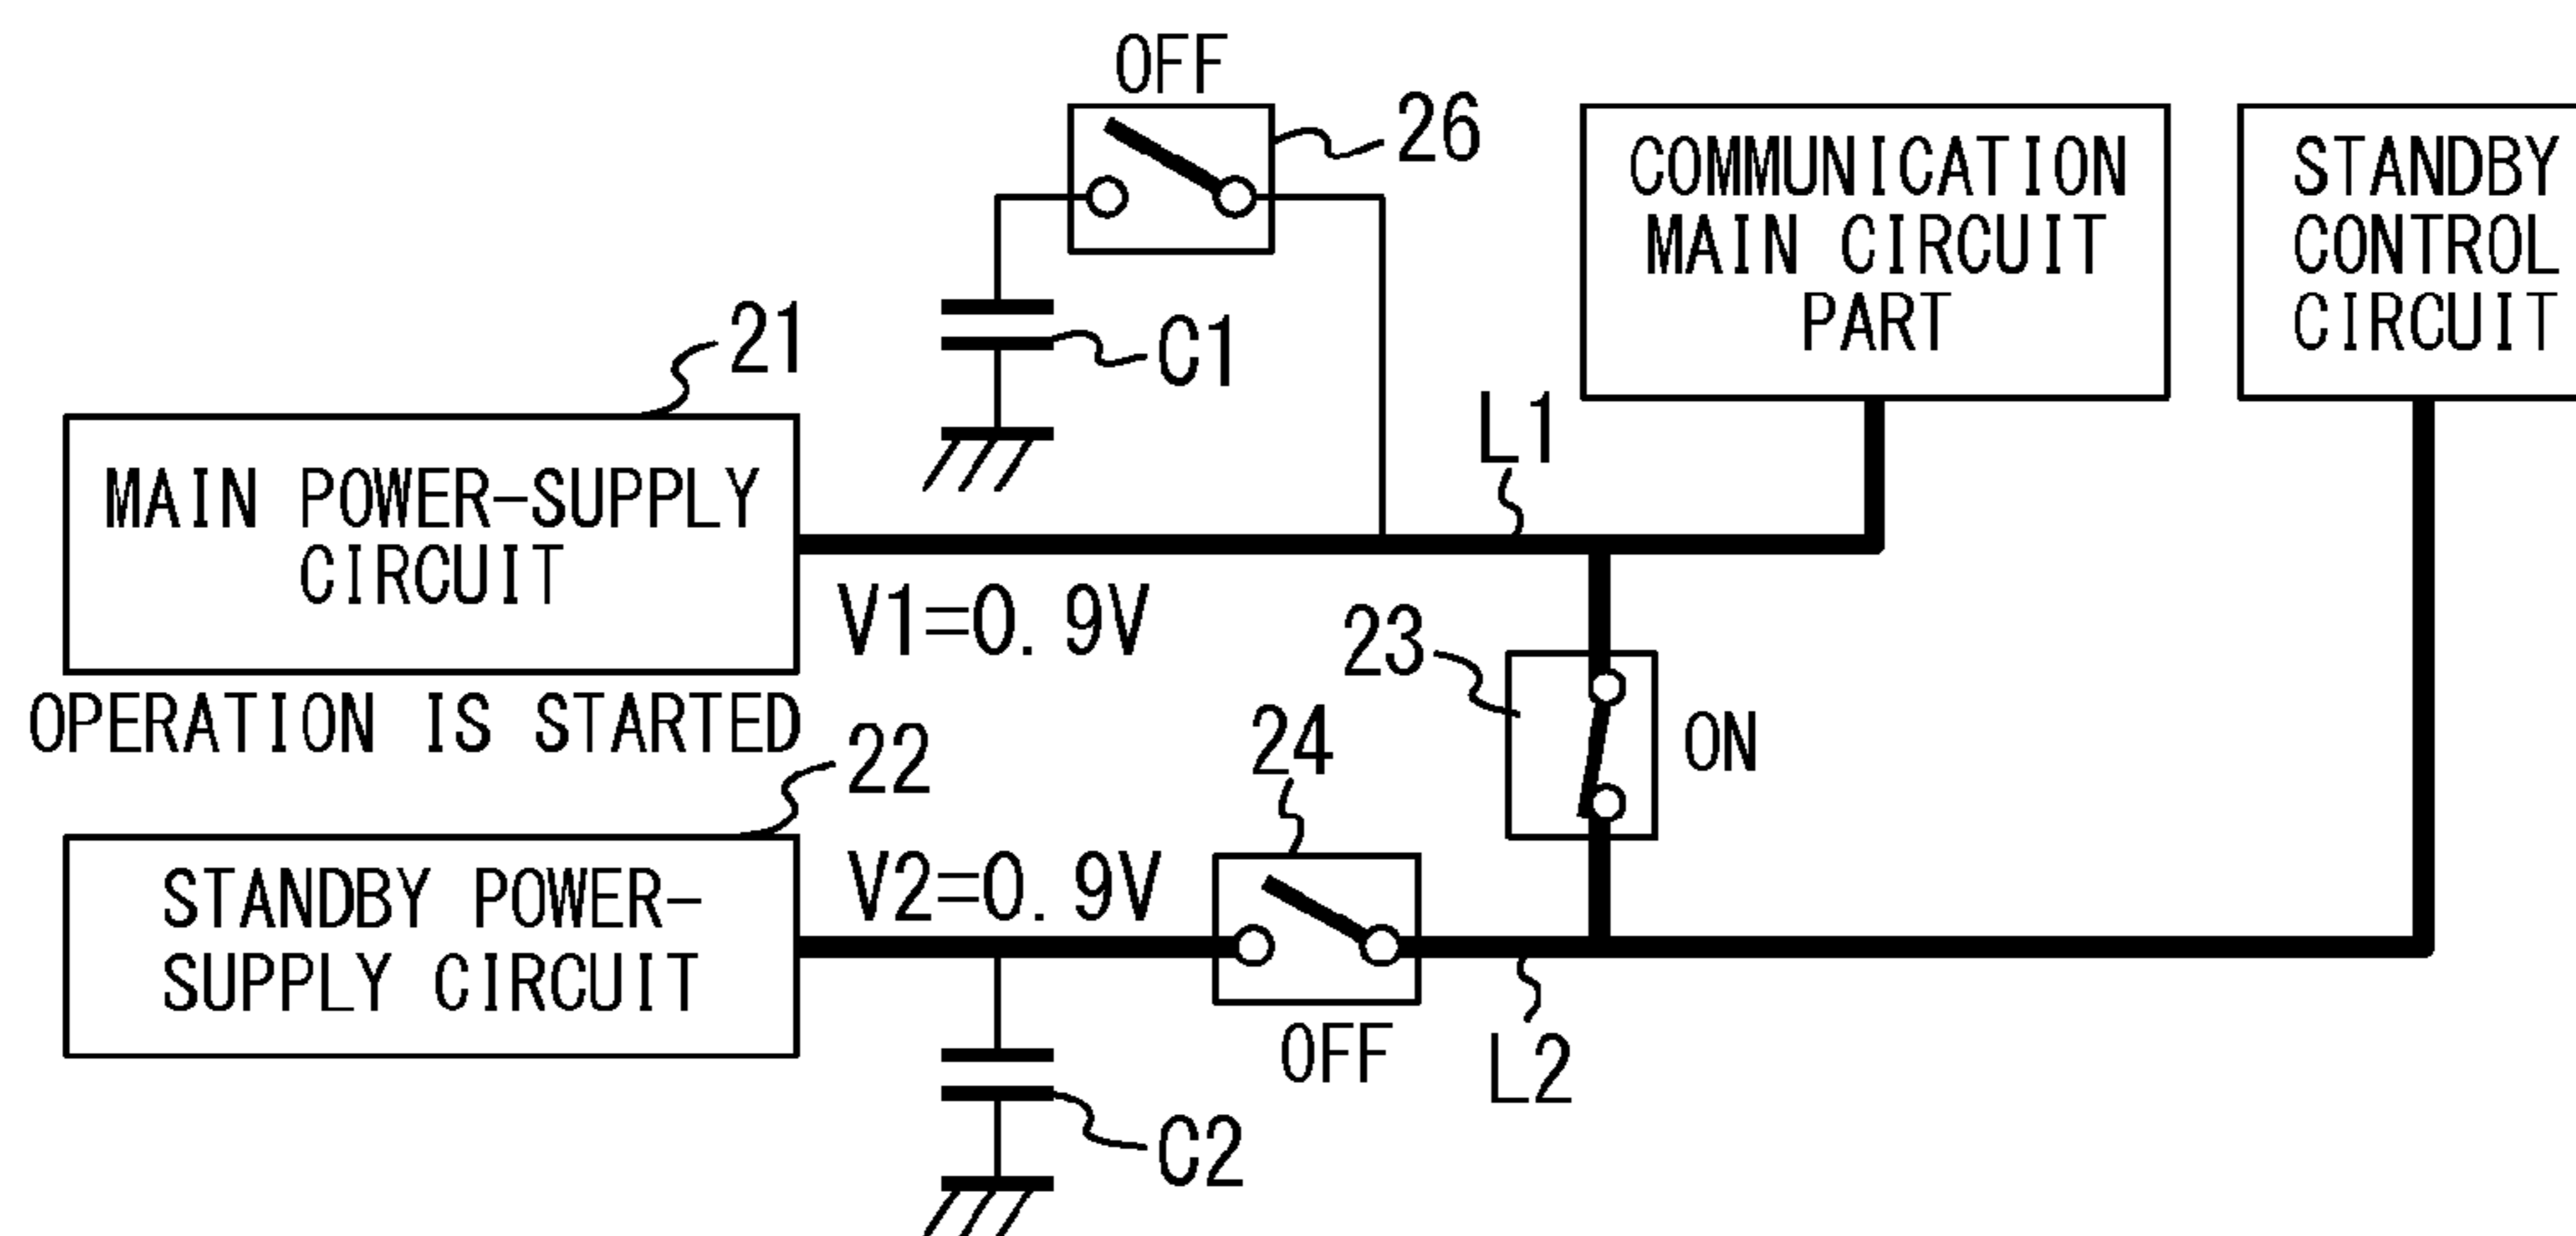 OFF
26
COMMUNICATION
MAIN CIRCUIT
PART
STANDBY
CONTROL
CIRCUIT
C1
21
L1
MAIN POWER-SUPPLY
CIRCUIT
V1=0.9V
OPERATION IS STARTED
23
ON
22
24
STANDBY POWER-
SUPPLY CIRCUIT
V2=0.9V
OFF
L2
C2